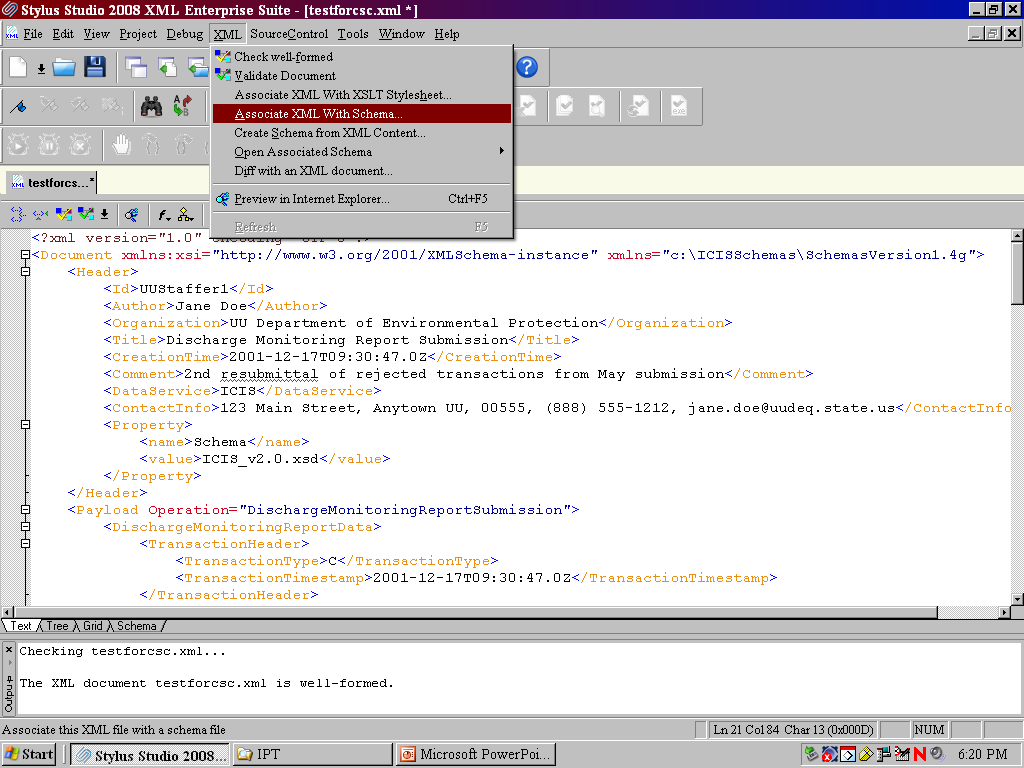 Stylus Studio 2008 XML Enterprise Suite - [testforcsc.xml *]
File Edit View Project Debug XML SourceControl Tools Window Help
Check well-formed
Validate Document
Associate XML With XSLT Stylesheet...
Associate XML With Schema...
Create Schema from XML Content...
Open Associated Schema
Diff with an XML document...
Preview in Internet Explorer... Ctrl+F5
Refresh F5
testforcs...*
<?xml version="1.0"
<Document xmlns:xsi="http://www.w3.org/2001/XMLSchema-instance" xmlns="c:\ICISSchemas\SchemasVersion1.4g">
<Header>
<Id>UUStafferl</Id>
<Author>Jane Doe</Author>
<Organization>UU Department of Environmental Protection</Organization>
<Title>Discharge Monitoring Report Submission</Title>
<CreationTime>2001-12-17T09:30:47.0Z</CreationTime>
<Comment>2nd resubmittal of rejected transactions from May submission</Comment>
<DataService>ICIS</DataService>
<ContactInfo>123 Main Street, Anytown UU, 00555, (888) 555-1212, jane.doe@uudeq.state.us</ContactInfo
<Property>
<name>Schema</name>
<value>ICIS_v2.0.xsd</value>
</Property>
</Header>
<Payload Operation="DischargeMonitoringReportSubmission">
<DischargeMonitoringReportData>
<TransactionHeader>
<TransactionType>C</TransactionType>
<TransactionTimestamp>2001-12-17T09:30:47.0Z</TransactionTimestamp>
</TransactionHeader>
Text Tree Grid Schema
Output
Checking testforcsc.xml...
The XML document testforcsc.xml is well-formed.
Associate this XML file with a schema file
Ln 21 Col 84 Char 13 (0x000D) NUM
Start Stylus Studio 2008... IPT Microsoft PowerPoi... 6:20 PM